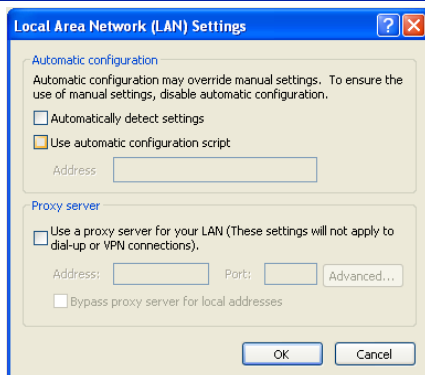 Local Area Network (LAN) Settings
Automatic configuration
Automatic configuration may override manual settings. To ensure the
use of manual settings, disable automatic configuration.
Automatically detect settings
Use automatic configuration script
Address
Proxy server
Use a proxy server for your LAN (These settings will not apply to
dial-up or VPN connections).
Address:
Port:
Advanced...
Bypass proxy server for local addresses
OK
Cancel